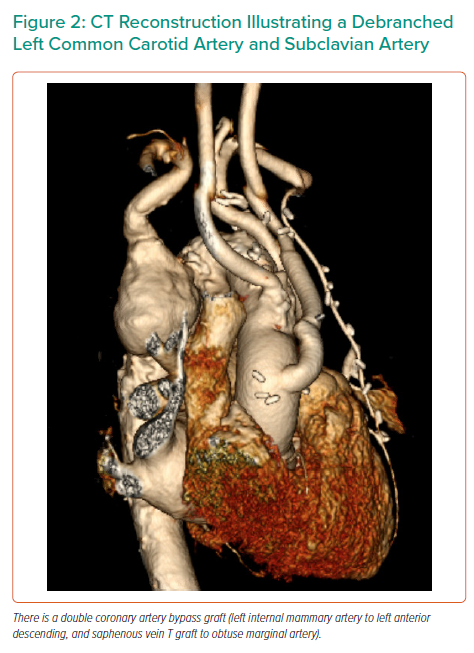 Figure 2: CT Reconstruction Illustrating a Debranched
Left Common Carotid Artery and Subclavian Artery
There is a double coronary artery bypass graft (left internal mammary artery to left anterior
descending, and saphenous vein T graft to obtuse marginal artery).